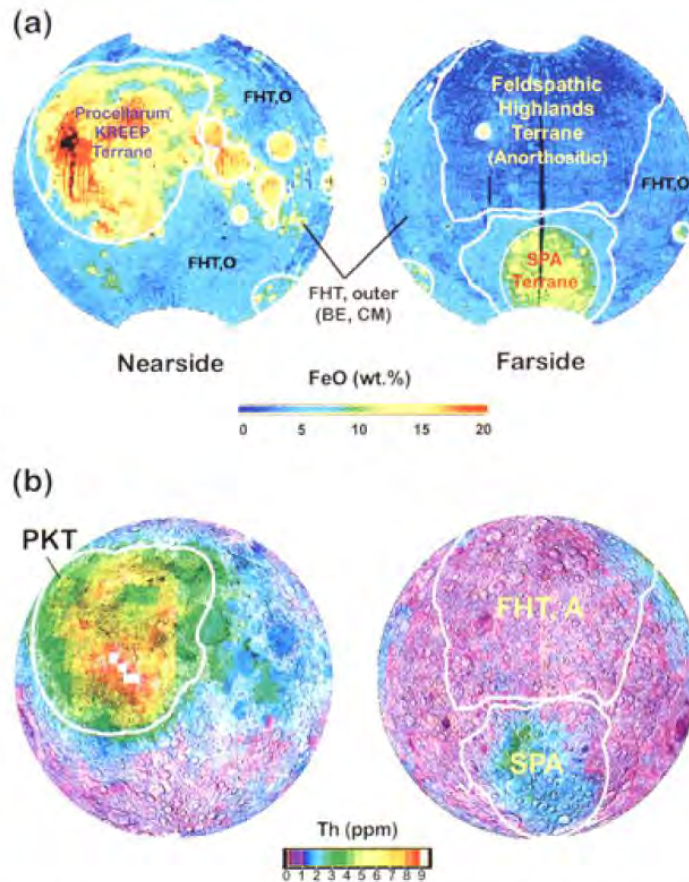 (a)
FHT,O
Procellarum
KREEP
Terrane
FHT,O
Feldspathic
Highlands
Terrane
(Anorthositic)
FHT,O
SPA
Terrane
FHT, outer
(BE, CM)
Nearside
Farside
FeO (wt.%)
0 5 10 15 20
(b)
PKT
FHT, A
SPA
Th (ppm)
0 1 2 3 4 5 6 7 8 9